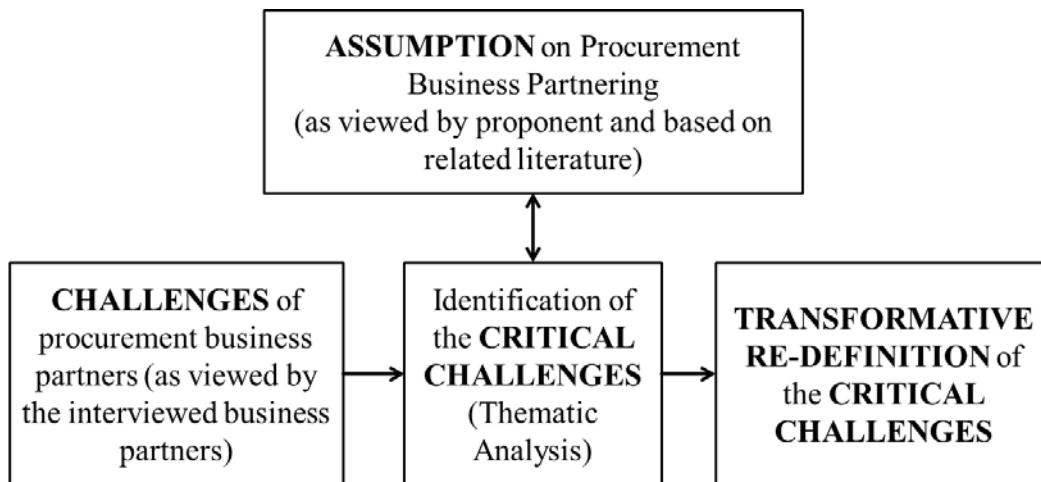 ASSUMPTION on Procurement
Business Partnering
(as viewed by proponent and based on
related literature)
CHALLENGES of
procurement business
partners (as viewed by
the interviewed business
partners)
Identification of
the CRITICAL
CHALLENGES
(Thematic
Analysis)
TRANSFORMATIVE
RE-DEFINITION of
the CRITICAL
CHALLENGES